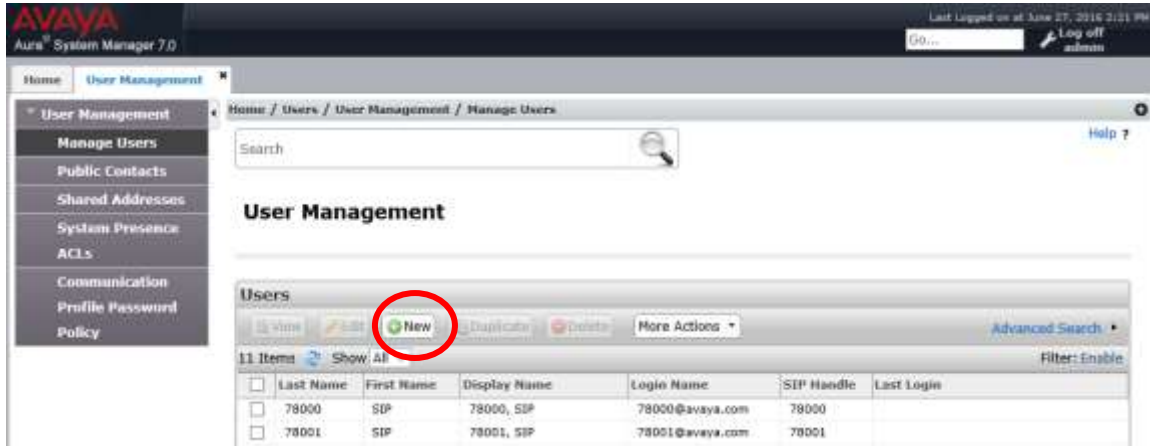 AVAYA
Last Logged on at June 27, 2016 2:31 PM
Aura® System Manager 7.0
Go...
Log off
admin
Home
User Management
User Management
Manage Users
Public Contacts
Shared Addresses
System Presence
ACLs
Communication
Profile Password
Policy
Home / Users / User Management / Manage Users
Help ?
Search
User Management
Users
View Edit New Duplicate Delete More Actions
Advanced Search
11 Items Show All
Filter: Enable
Last Name First Name Display Name Login Name SIP Handle Last Login
78000 SIP 78000, SIP 78000@avaya.com 78000
78001 SIP 78001, SIP 78001@avaya.com 78001